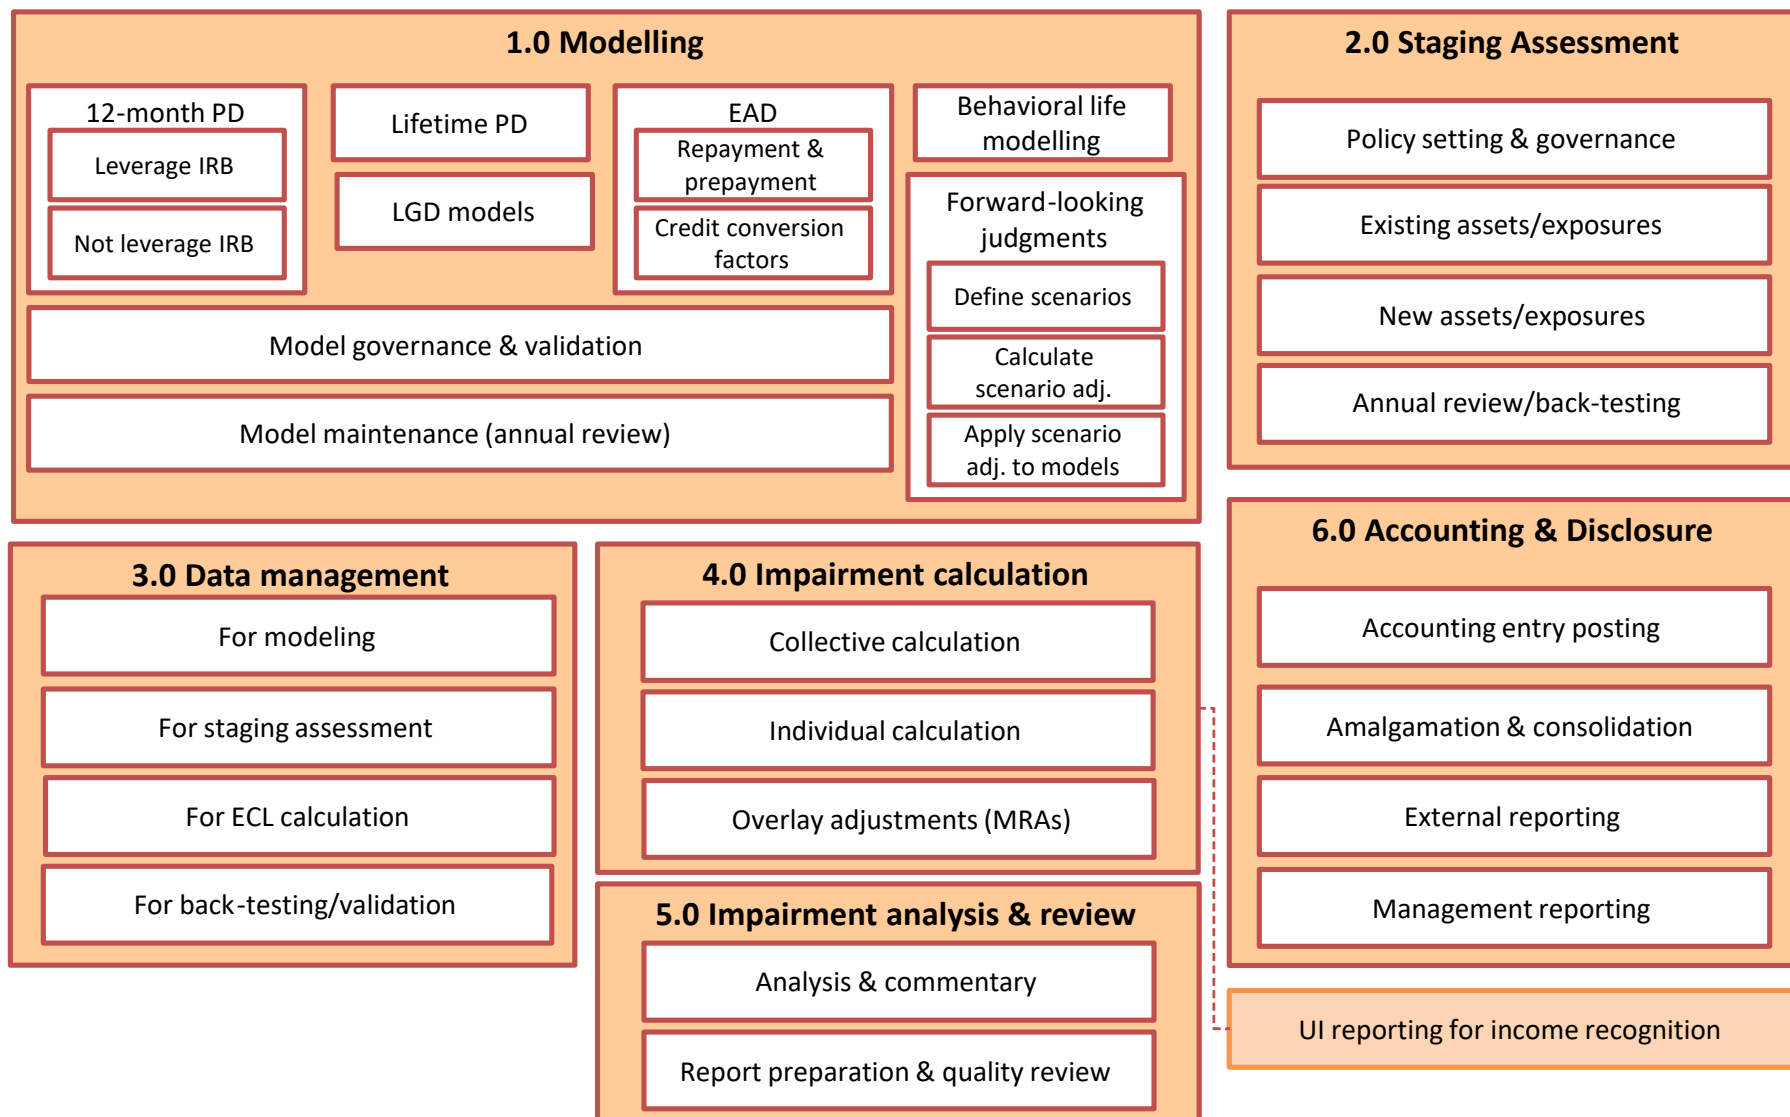 1.0 Modelling
12-month PD
Leverage IRB
Not leverage IRB
Lifetime PD
LGD models
EAD
Repayment &
prepayment
Credit conversion
factors
Behavioral life
modelling
Forward-looking
judgments
Define scenarios
Calculate
scenario adj.
Apply scenario
adj. to models
Model governance & validation
Model maintenance (annual review)
2.0 Staging Assessment
Policy setting & governance
Existing assets/exposures
New assets/exposures
Annual review/back-testing
3.0 Data management
For modeling
For staging assessment
For ECL calculation
For back-testing/validation
4.0 Impairment calculation
Collective calculation
Individual calculation
Overlay adjustments (MRAs)
5.0 Impairment analysis & review
Analysis & commentary
Report preparation & quality review
6.0 Accounting & Disclosure
Accounting entry posting
Amalgamation & consolidation
External reporting
Management reporting
UI reporting for income recognition